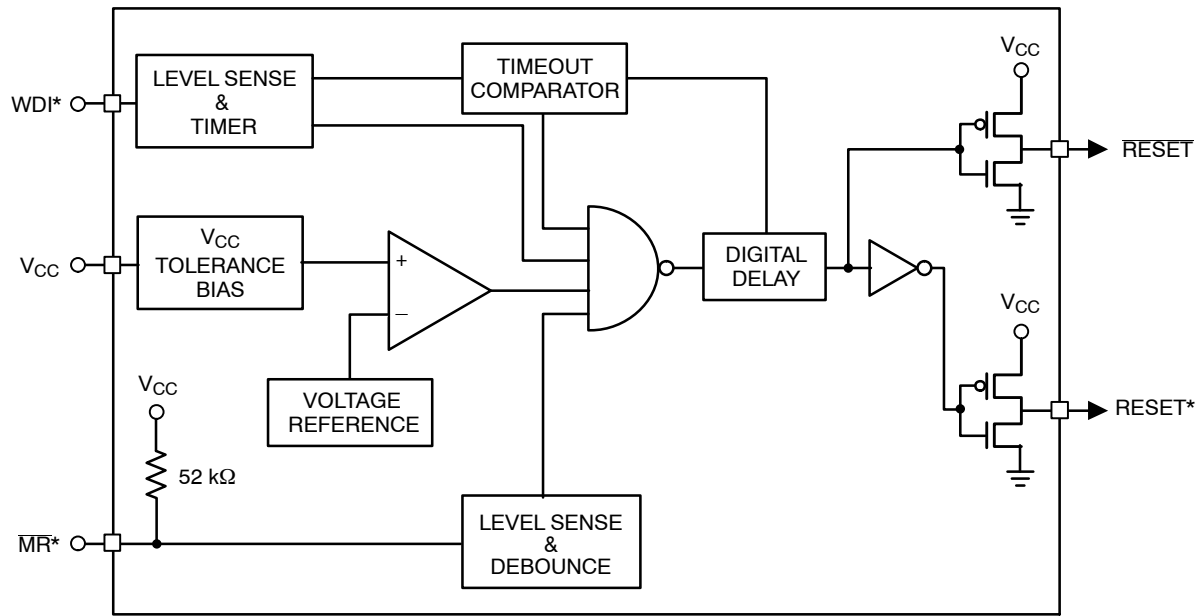 WDI*
LEVEL SENSE
&
TIMER
TIMEOUT
COMPARATOR
VCC
RESET
VCC
VCC
TOLERANCE
BIAS
+
–
DIGITAL
DELAY
VOLTAGE
REFERENCE
VCC
RESET*
VCC
52 kΩ
MR*
LEVEL SENSE
&
DEBOUNCE